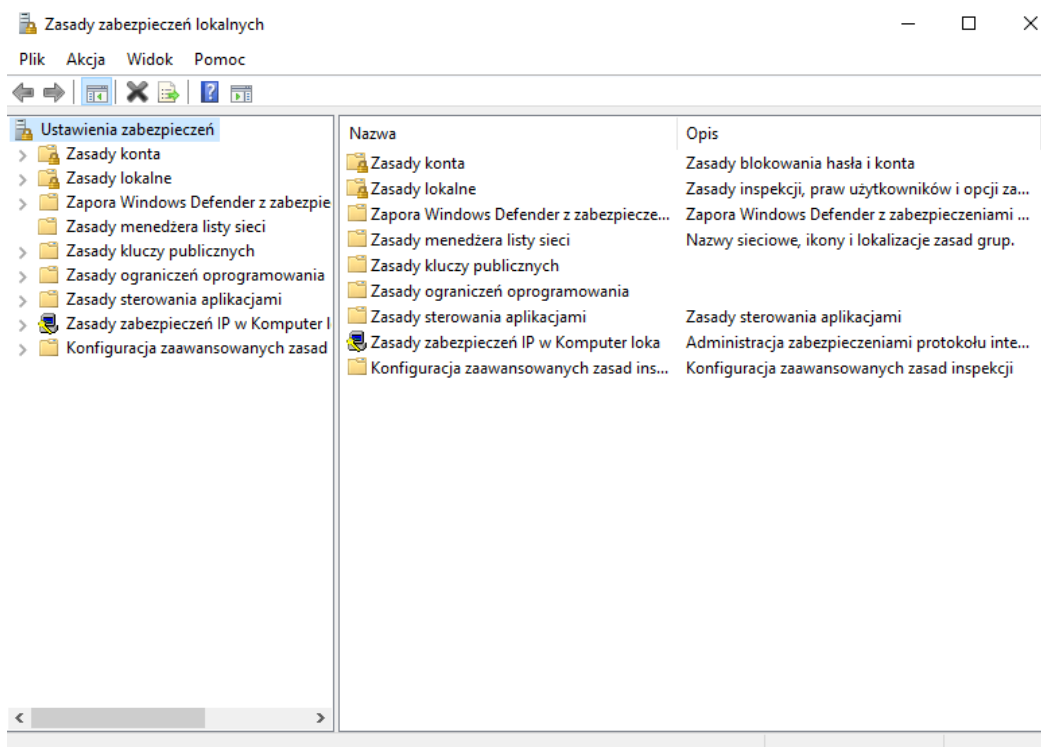 Zasady zabezpieczeń lokalnych
Plik Akcja Widok Pomoc
Ustawienia zabezpieczeń
Zasady konta
Zasady lokalne
Zapora Windows Defender z zabezpie
Zasady menedżera listy sieci
Zasady kluczy publicznych
Zasady ograniczeń oprogramowania
Zasady sterowania aplikacjami
Zasady zabezpieczeń IP w Komputer l
Konfiguracja zaawansowanych zasad
Nazwa Opis
Zasady konta Zasady blokowania hasła i konta
Zasady lokalne Zasady inspekcji, praw użytkowników i opcji za...
Zapora Windows Defender z zabezpiecze... Zapora Windows Defender z zabezpieczeniami ...
Zasady menedżera listy sieci Nazwy sieciowe, ikony i lokalizacje zasad grup.
Zasady kluczy publicznych
Zasady ograniczeń oprogramowania
Zasady sterowania aplikacjami Zasady sterowania aplikacjami
Zasady zabezpieczeń IP w Komputer loka Administracja zabezpieczeniami protokołu inte...
Konfiguracja zaawansowanych zasad ins... Konfiguracja zaawansowanych zasad inspekcji